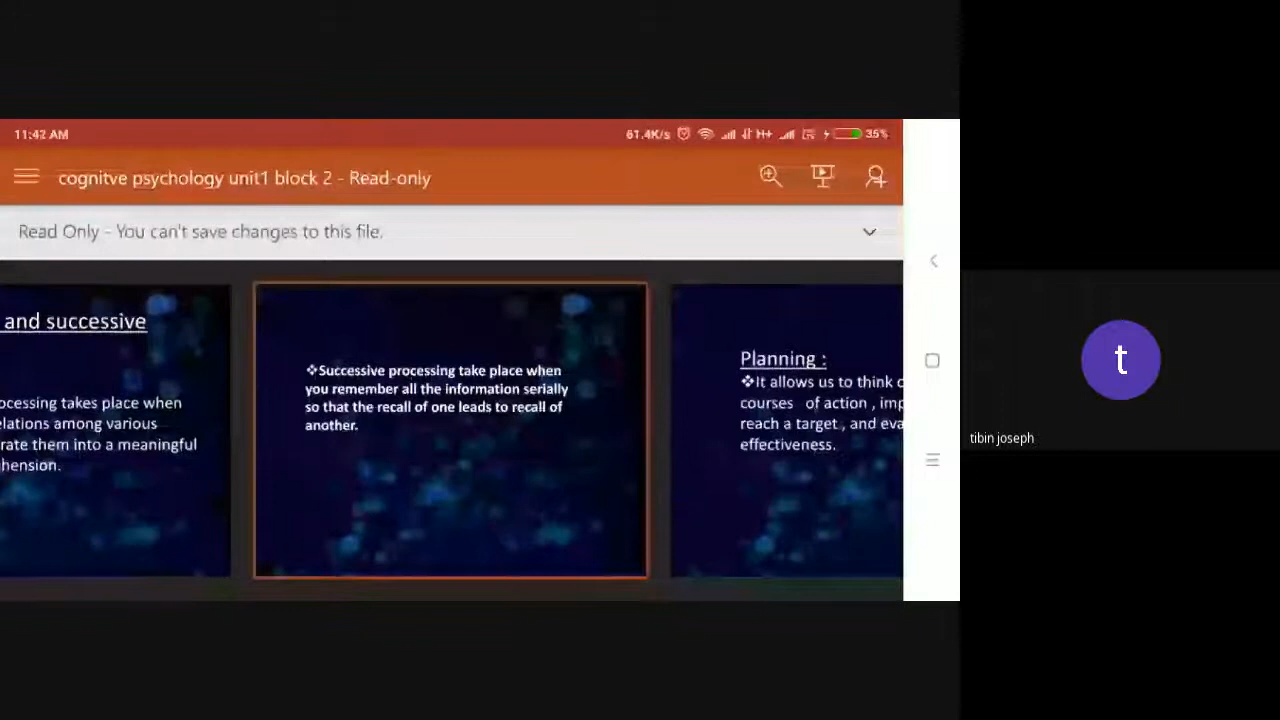 11:42 AM
61.4K/s
H+
35%
cognitve psychology unit1 block 2 - Read-only
Read Only - You can't save changes to this file.
and successive
ocessing takes place when
elations among various
rate them into a meaningful
hension.
❖Successive processing take place when
you remember all the information serially
so that the recall of one leads to recall of
another.
Planning :
❖It allows us to think c
courses of action , imp
reach a target , and eva
effectiveness.
t
tibin joseph